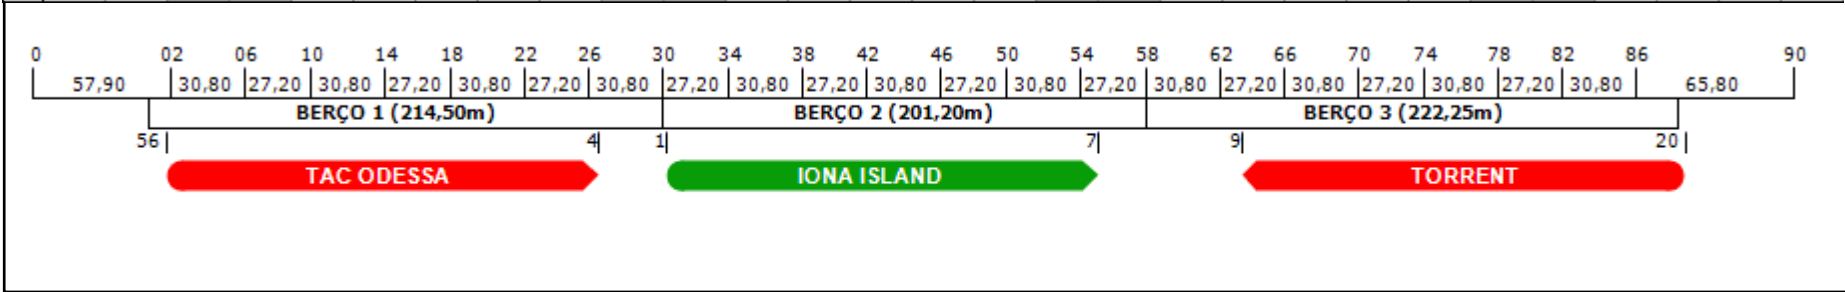 0 02 06 10 14 18 22 26 30 34 38 42 46 50 54 58 62 66 70 74 78 82 86 90
57,90 30,80 27,20 30,80 27,20 30,80 27,20 30,80 27,20 30,80 27,20 30,80 27,20 30,80 27,20 30,80 27,20 30,80 27,20 30,80 27,20 30,80 65,80
BERÇO 1 (214,50m) BERÇO 2 (201,20m) BERÇO 3 (222,25m)
56 4 1 7 9 20
TAC ODESSA IONA ISLAND TORRENT